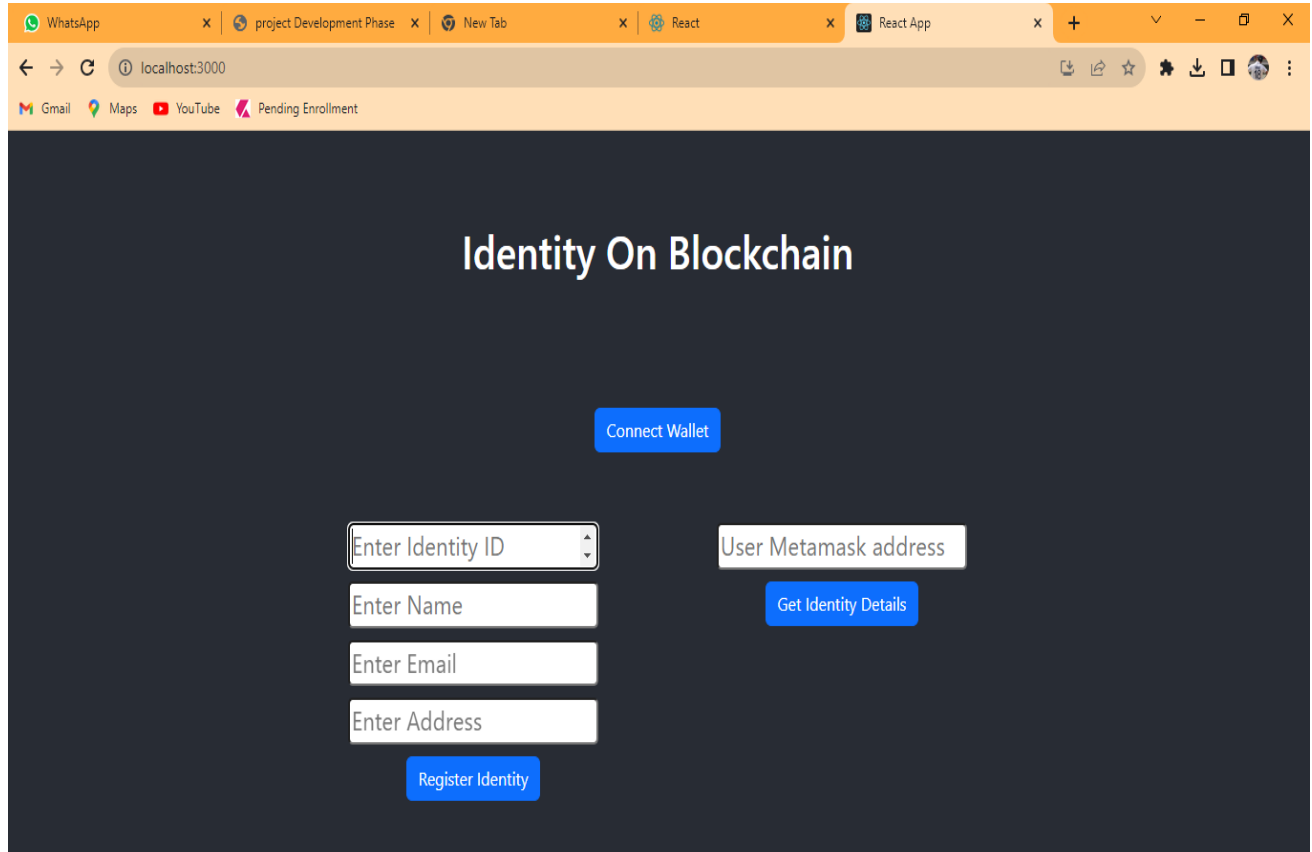 WhatsApp
project Development Phase
New Tab
React
React App
localhost:3000
Gmail
Maps
YouTube
Pending Enrollment
Identity On Blockchain
Connect Wallet
Enter Identity ID
User Metamask address
Enter Name
Get Identity Details
Enter Email
Enter Address
Register Identity